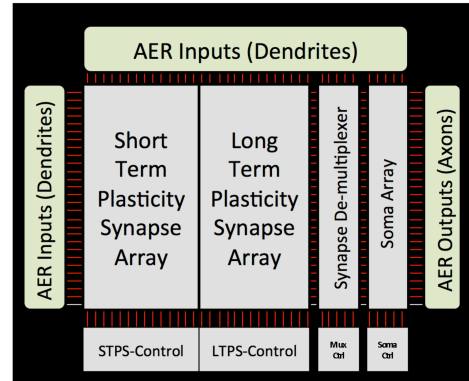 AER Inputs (Dendrites)
AER Inputs (Dendrites)
Short
Term
Plasticity
Synapse
Array
Long
Term
Plasticity
Synapse
Array
Synapse De-multiplexer
Soma Array
AER Outputs (Axons)
STPS-Control
LTPS-Control
Mux
Ctrl
Soma
Ctrl